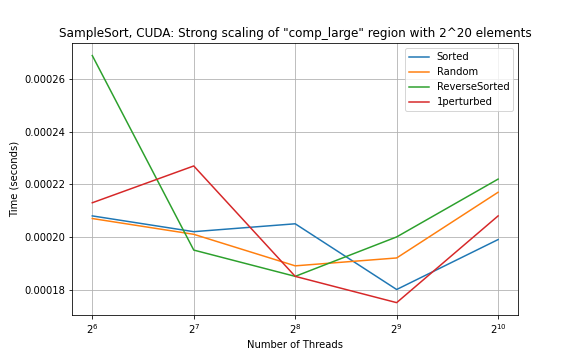 SampleSort, CUDA: Strong scaling of "comp_large" region with 2^20 elements
Sorted
Random
ReverseSorted
1perturbed
Time (seconds)
0.00026
0.00024
0.00022
0.00020
0.00018
2⁶ 2⁷ 2⁸ 2⁹ 2¹⁰
Number of Threads